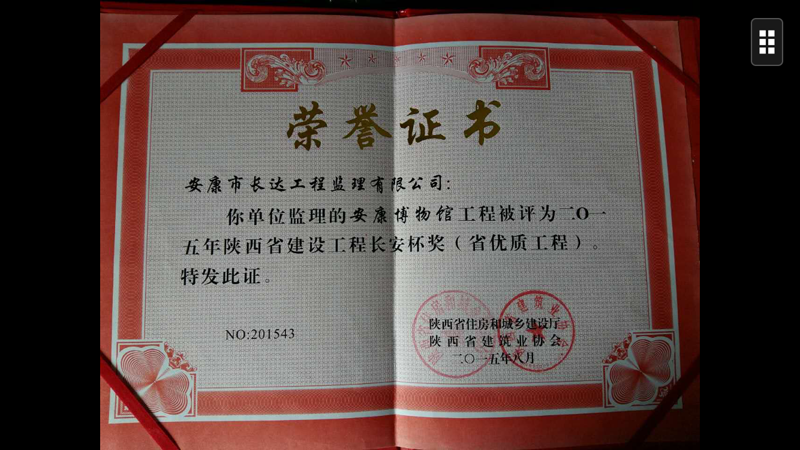 荣誉证书
安康市长达工程监理有限公司：
你单位监理的安康博物馆工程被评为二〇一
五年陕西省建设工程长安杯奖（省优质工程）。
特发此证。
NO:201543
陕西省住房和城乡建设厅
陕西省建筑业协会
二〇一五年八月